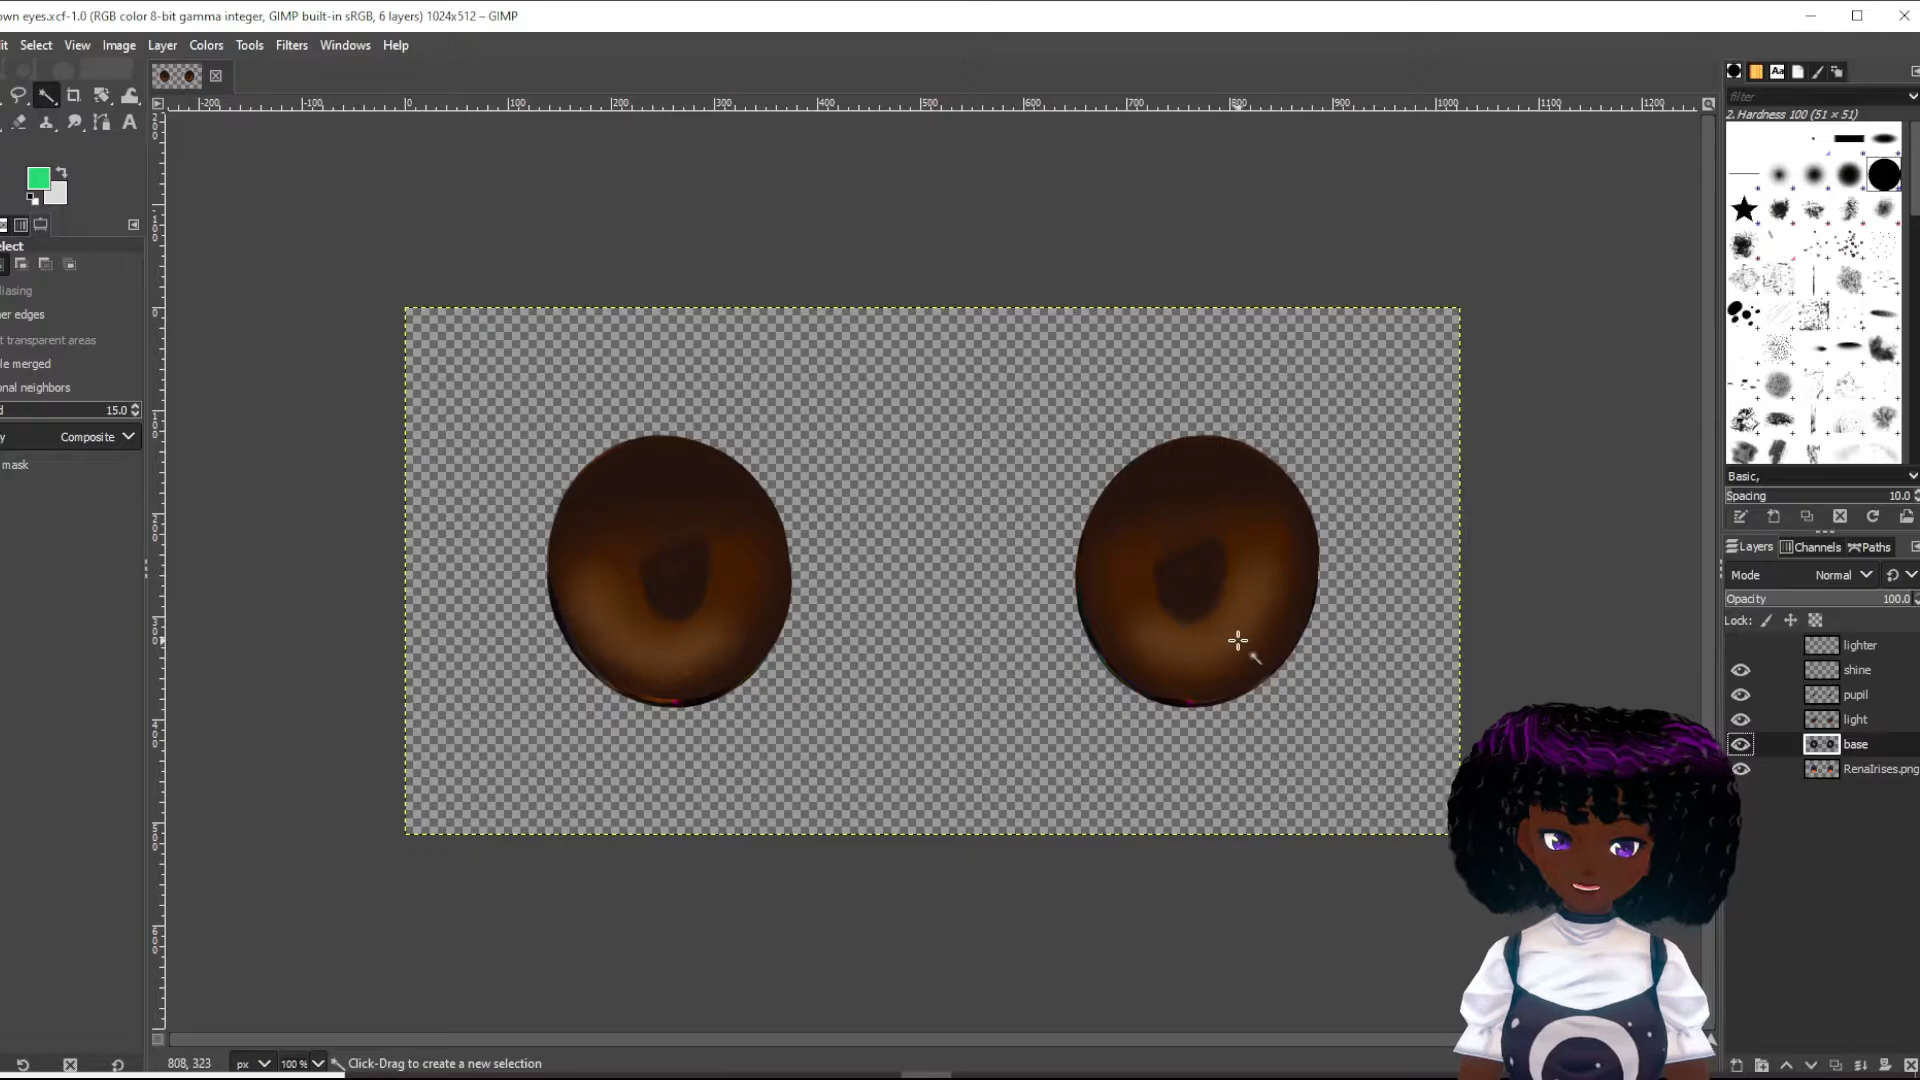 own eyes.xcf-1.0 (RGB color 8-bit gamma integer, GIMP built-in sRGB, 6 layers) 1024x512 – GIMP
it Select View Image Layer Colors Tools Filters Windows Help
-200 -100 0 100 200 300 400 500 600 700 800 900 1000 1100 1200
filter
2. Hardness 100 (51 × 51)
elect
liasing
er edges
t transparent areas
le merged
onal neighbors
d 15.0
y Composite
mask
Basic,
Spacing 10.0
Layers Channels Paths
Mode Normal
Opacity 100.0
Lock:
lighter
shine
pupil
light
base
RenaIrises.png
808, 323 px 100 % Click-Drag to create a new selection